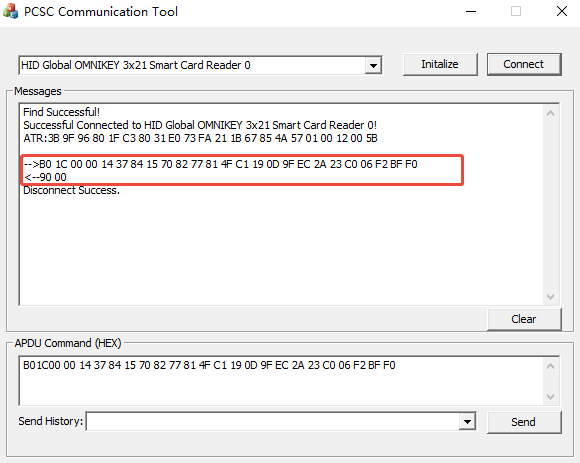 PCSC Communication Tool
HID Global OMNIKEY 3x21 Smart Card Reader 0
Initalize
Connect
Messages
Find Successful!
Successful Connected to HID Global OMNIKEY 3x21 Smart Card Reader 0!
ATR:3B 9F 96 80 1F C3 80 31 E0 73 FA 21 1B 67 85 4A 57 01 00 12 00 5B
-->B0 1C 00 00 14 37 84 15 70 82 77 81 4F C1 19 0D 9F EC 2A 23 C0 06 F2 BF F0
<--90 00
Disconnect Success.
Clear
APDU Command (HEX)
B01C00 00 14 37 84 15 70 82 77 81 4F C1 19 0D 9F EC 2A 23 C0 06 F2 BF F0
Send History:
Send